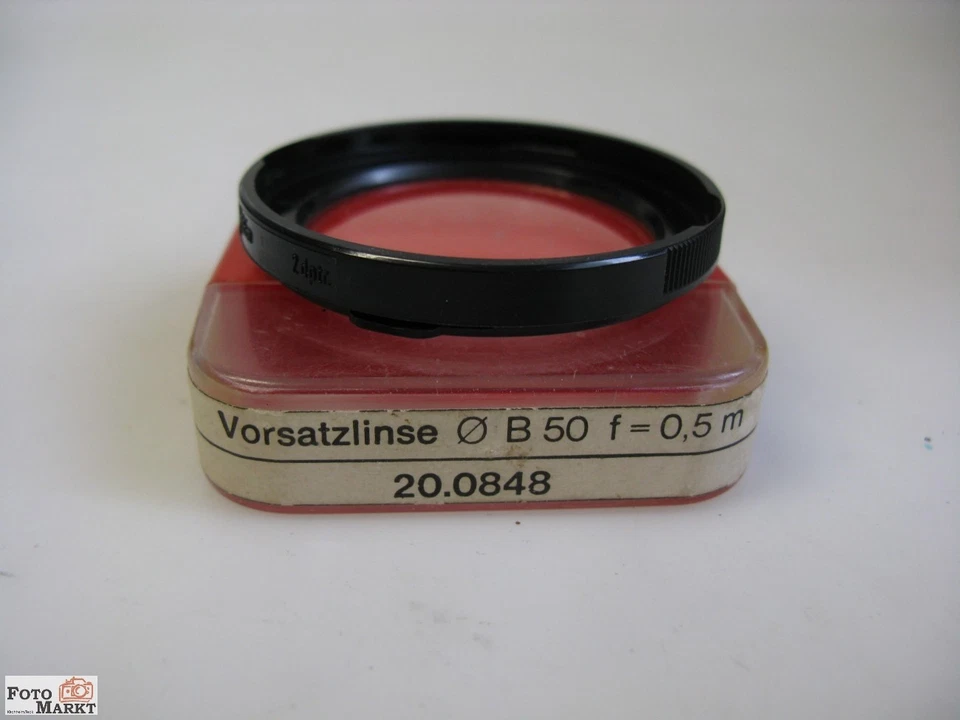 Vorsatzlinse Ø B 50 f = 0,5 m
20.0848
FOTO
MARKT